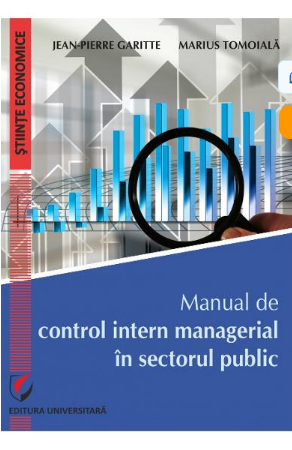 ȘTIINȚE ECONOMICE
JEAN-PIERRE GARITTE MARIUS TOMOIALĂ
Manual de
control intern managerial
în sectorul public
EDITURA UNIVERSITARĂ